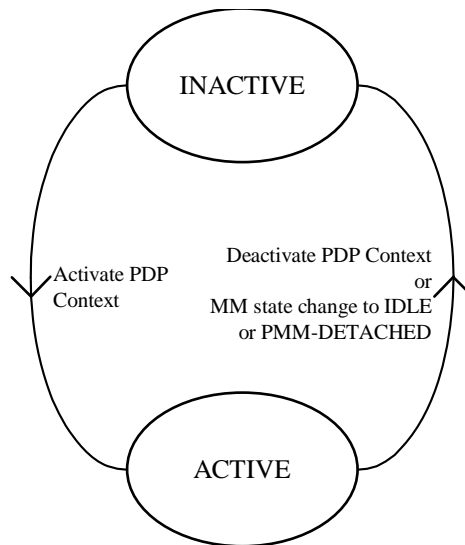 INACTIVE
Activate PDP
Context
Deactivate PDP Context
or
MM state change to IDLE
or PMM-DETACHED
ACTIVE